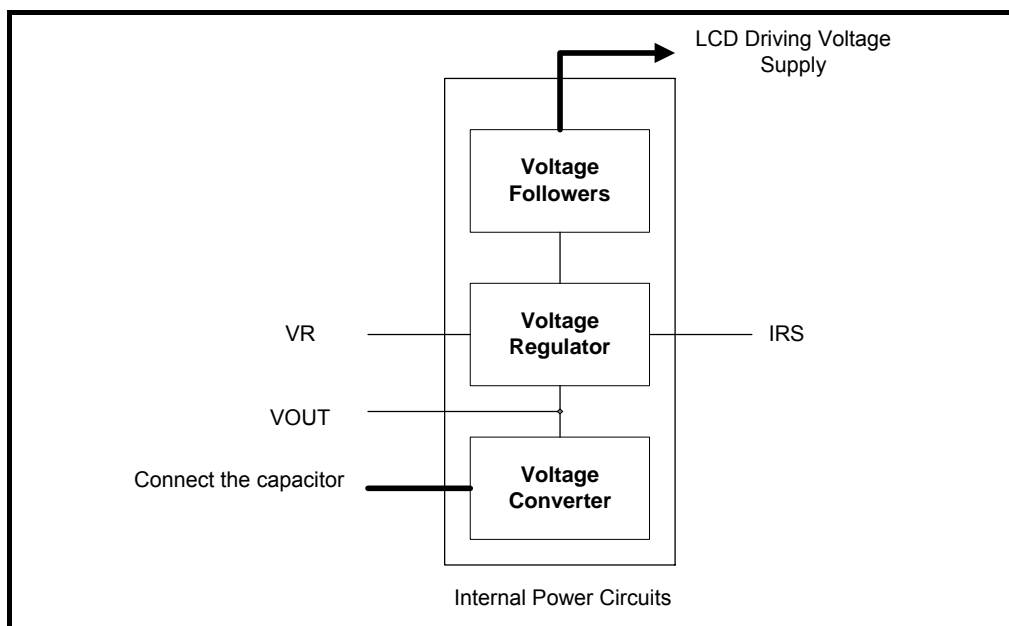 LCD Driving Voltage
Supply
Voltage
Followers
VR
Voltage
Regulator
IRS
VOUT
Connect the capacitor
Voltage
Converter
Internal Power Circuits